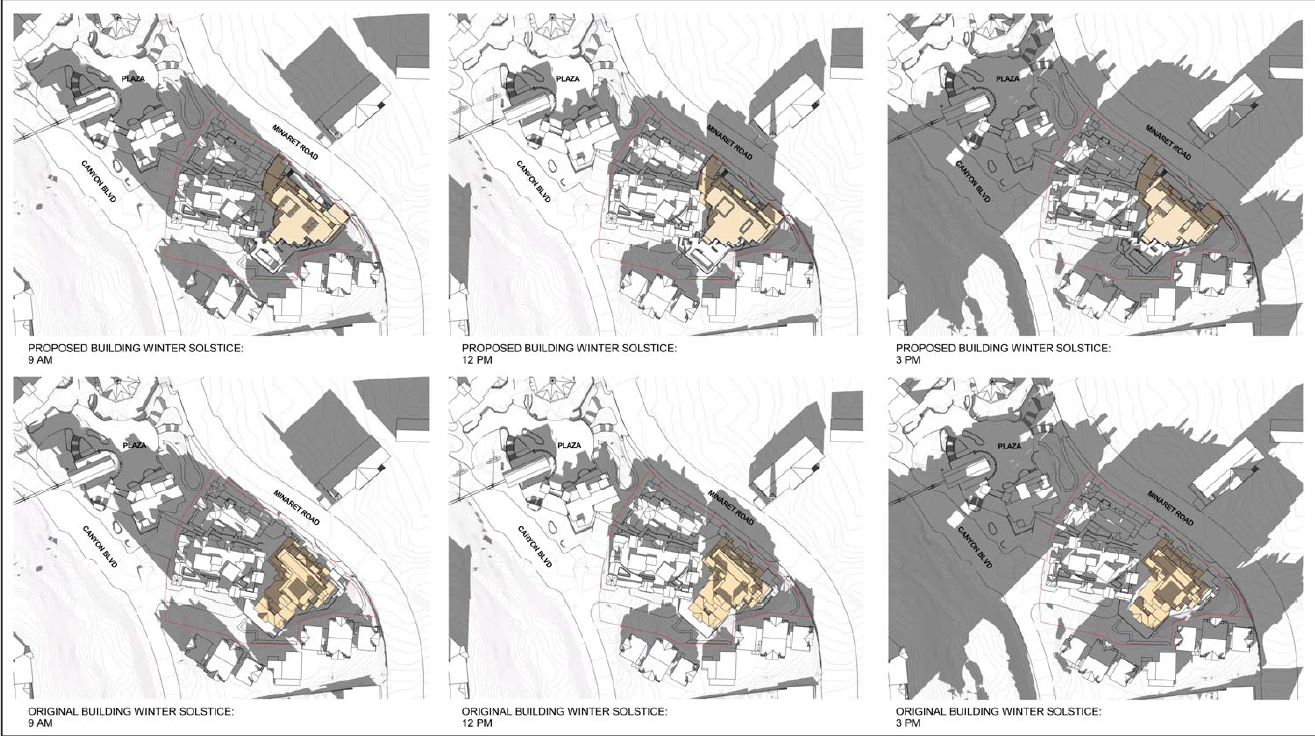 PLAZA
MINARET ROAD
CANYON BLVD
PROPOSED BUILDING WINTER SOLSTICE:
9 AM
PLAZA
MINARET ROAD
CANYON BLVD
PROPOSED BUILDING WINTER SOLSTICE:
12 PM
PLAZA
MINARET ROAD
CANYON BLVD
PROPOSED BUILDING WINTER SOLSTICE:
3 PM
PLAZA
MINARET ROAD
CANYON BLVD
ORIGINAL BUILDING WINTER SOLSTICE:
9 AM
PLAZA
MINARET ROAD
CANYON BLVD
ORIGINAL BUILDING WINTER SOLSTICE:
12 PM
PLAZA
MINARET ROAD
CANYON BLVD
ORIGINAL BUILDING WINTER SOLSTICE:
3 PM